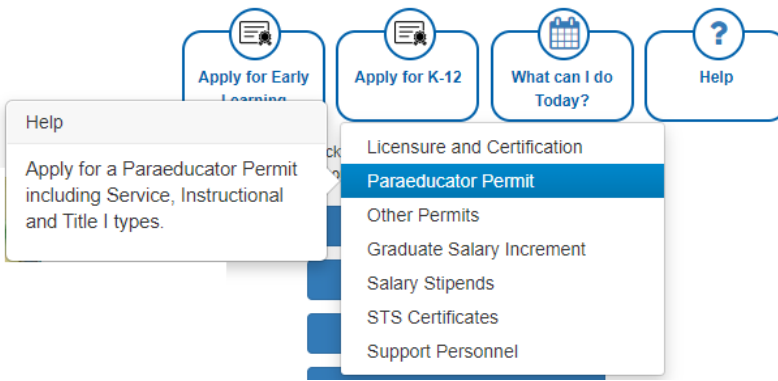 ?
Apply for Early
Learning
Apply for K-12
What can I do
Today?
Help
Help
Apply for a Paraeducator Permit
including Service, Instructional
and Title I types.
Licensure and Certification
Paraeducator Permit
Other Permits
Graduate Salary Increment
Salary Stipends
STS Certificates
Support Personnel